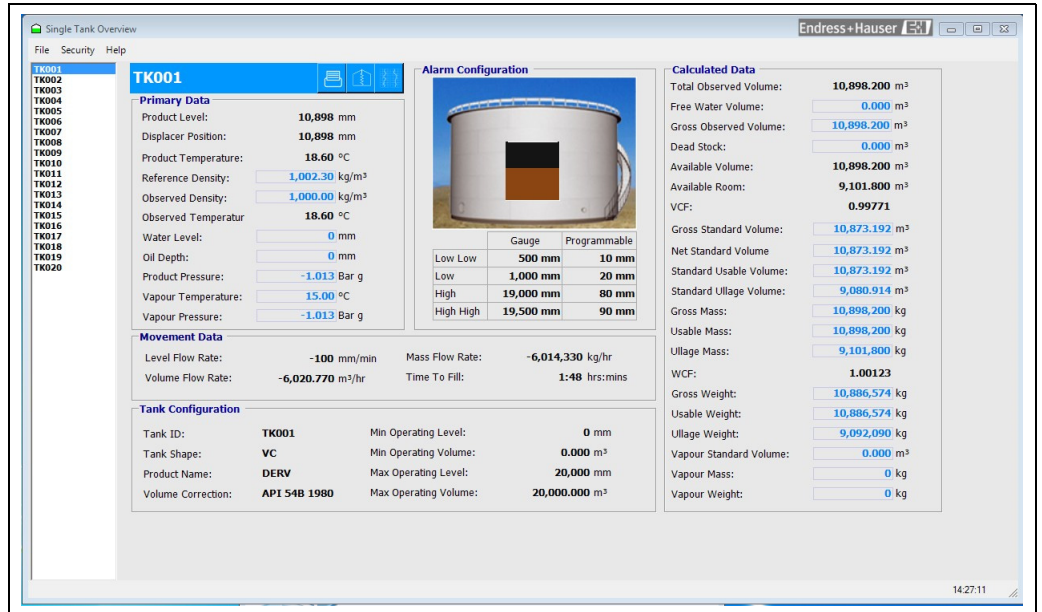 Single Tank Overview
Endress+Hauser EH
File Security Help
TK001
TK002
TK003
TK004
TK005
TK006
TK007
TK008
TK009
TK010
TK011
TK012
TK013
TK014
TK015
TK016
TK017
TK018
TK019
TK020
TK001
Primary Data
Product Level: 10,898 mm
Displacer Position: 10,898 mm
Product Temperature: 18.60 °C
Reference Density: 1,002.30 kg/m³
Observed Density: 1,000.00 kg/m³
Observed Temperatur 18.60 °C
Water Level: 0 mm
Oil Depth: 0 mm
Product Pressure: -1.013 Bar g
Vapour Temperature: 15.00 °C
Vapour Pressure: -1.013 Bar g
Alarm Configuration
Gauge Programmable
Low Low 500 mm 10 mm
Low 1,000 mm 20 mm
High 19,000 mm 80 mm
High High 19,500 mm 90 mm
Movement Data
Level Flow Rate: -100 mm/min Mass Flow Rate: -6,014,330 kg/hr
Volume Flow Rate: -6,020.770 m³/hr Time To Fill: 1:48 hrs:mins
Tank Configuration
Tank ID: TK001 Min Operating Level: 0 mm
Tank Shape: VC Min Operating Volume: 0.000 m³
Product Name: DERV Max Operating Level: 20,000 mm
Volume Correction: API 54B 1980 Max Operating Volume: 20,000.000 m³
Calculated Data
Total Observed Volume: 10,898.200 m³
Free Water Volume: 0.000 m³
Gross Observed Volume: 10,898.200 m³
Dead Stock: 0.000 m³
Available Volume: 10,898.200 m³
Available Room: 9,101.800 m³
VCF: 0.99771
Gross Standard Volume: 10,873.192 m³
Net Standard Volume 10,873.192 m³
Standard Usable Volume: 10,873.192 m³
Standard Ullage Volume: 9,080.914 m³
Gross Mass: 10,898,200 kg
Usable Mass: 10,898,200 kg
Ullage Mass: 9,101,800 kg
WCF: 1.00123
Gross Weight: 10,886,574 kg
Usable Weight: 10,886,574 kg
Ullage Weight: 9,092,090 kg
Vapour Standard Volume: 0.000 m³
Vapour Mass: 0 kg
Vapour Weight: 0 kg
14:27:11